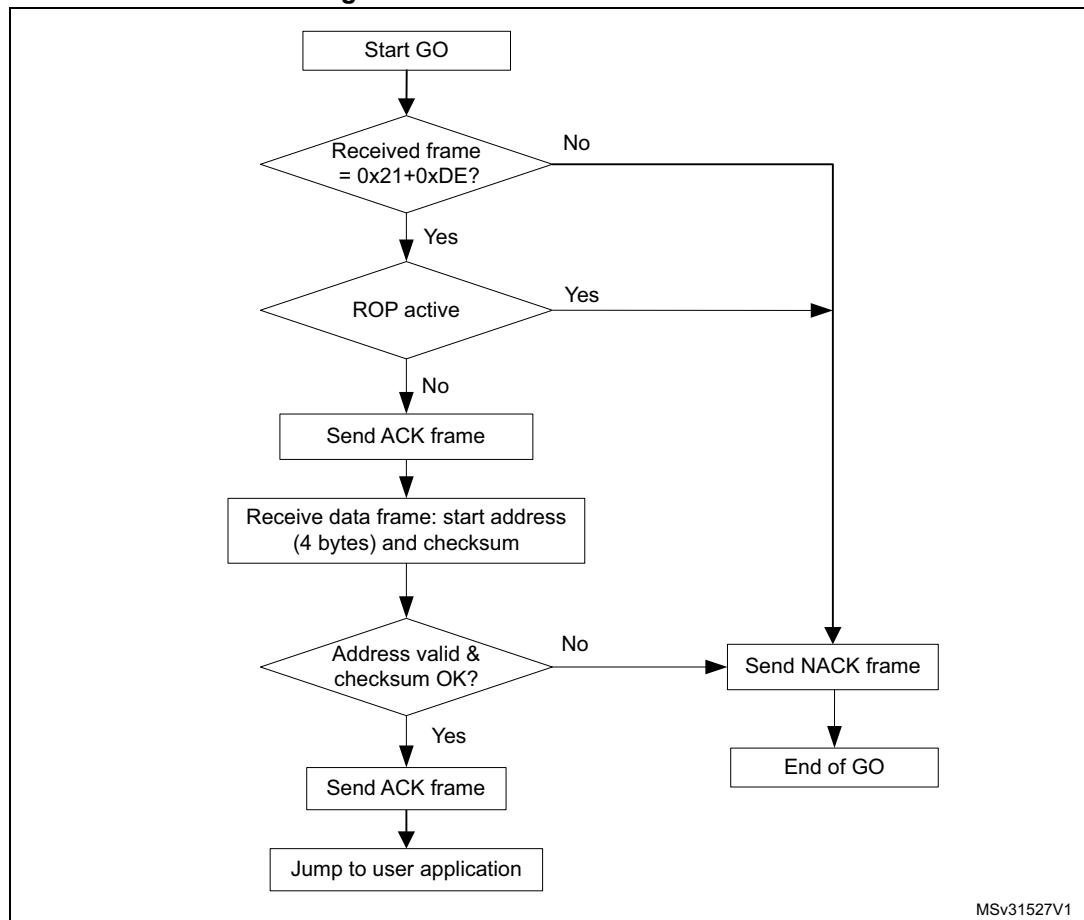 Start GO
No
Received frame
= 0x21+0xDE?
Yes
ROP active
Yes
No
Send ACK frame
Receive data frame: start address
(4 bytes) and checksum
Address valid &
checksum OK?
No
Send NACK frame
Yes
Send ACK frame
End of GO
Jump to user application
MSv31527V1